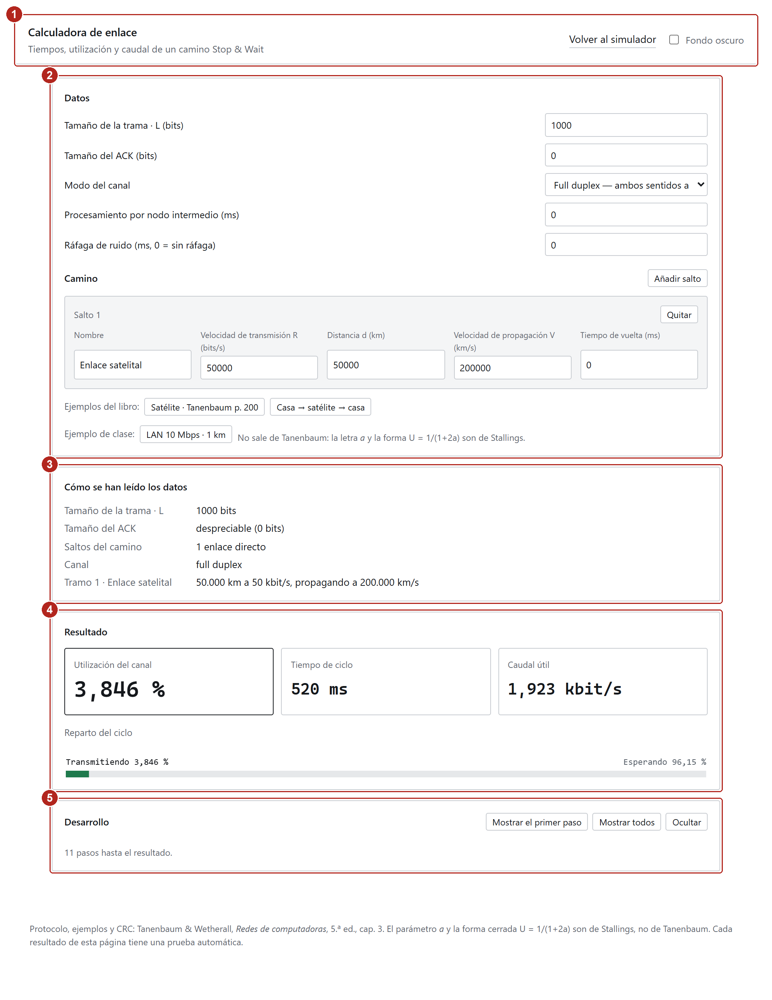 1
Calculadora de enlace
Tiempos, utilización y caudal de un camino Stop & Wait
Volver al simulador
Fondo oscuro
2
Datos
Tamaño de la trama · L (bits)
1000
Tamaño del ACK (bits)
0
Modo del canal
Full duplex — ambos sentidos a
Procesamiento por nodo intermedio (ms)
0
Ráfaga de ruido (ms, 0 = sin ráfaga)
0
Camino
Añadir salto
Salto 1
Quitar
Nombre
Enlace satelital
Velocidad de transmisión R
(bits/s)
50000
Distancia d (km)
50000
Velocidad de propagación V
(km/s)
200000
Tiempo de vuelta (ms)
0
Ejemplos del libro:
Satélite · Tanenbaum p. 200
Casa → satélite → casa
Ejemplo de clase:
LAN 10 Mbps · 1 km
No sale de Tanenbaum: la letra a y la forma U = 1/(1+2a) son de Stallings.
3
Cómo se han leído los datos
Tamaño de la trama · L
1000 bits
Tamaño del ACK
despreciable (0 bits)
Saltos del camino
1 enlace directo
Canal
full duplex
Tramo 1 · Enlace satelital
50.000 km a 50 kbit/s, propagando a 200.000 km/s
4
Resultado
Utilización del canal
3,846 %
Tiempo de ciclo
520 ms
Caudal útil
1,923 kbit/s
Reparto del ciclo
Transmitiendo 3,846 %
Esperando 96,15 %
5
Desarrollo
Mostrar el primer paso
Mostrar todos
Ocultar
11 pasos hasta el resultado.
Protocolo, ejemplos y CRC: Tanenbaum & Wetherall, Redes de computadoras, 5.ª ed., cap. 3. El parámetro a y la forma cerrada U = 1/(1+2a) son de Stallings, no de Tanenbaum. Cada
resultado de esta página tiene una prueba automática.